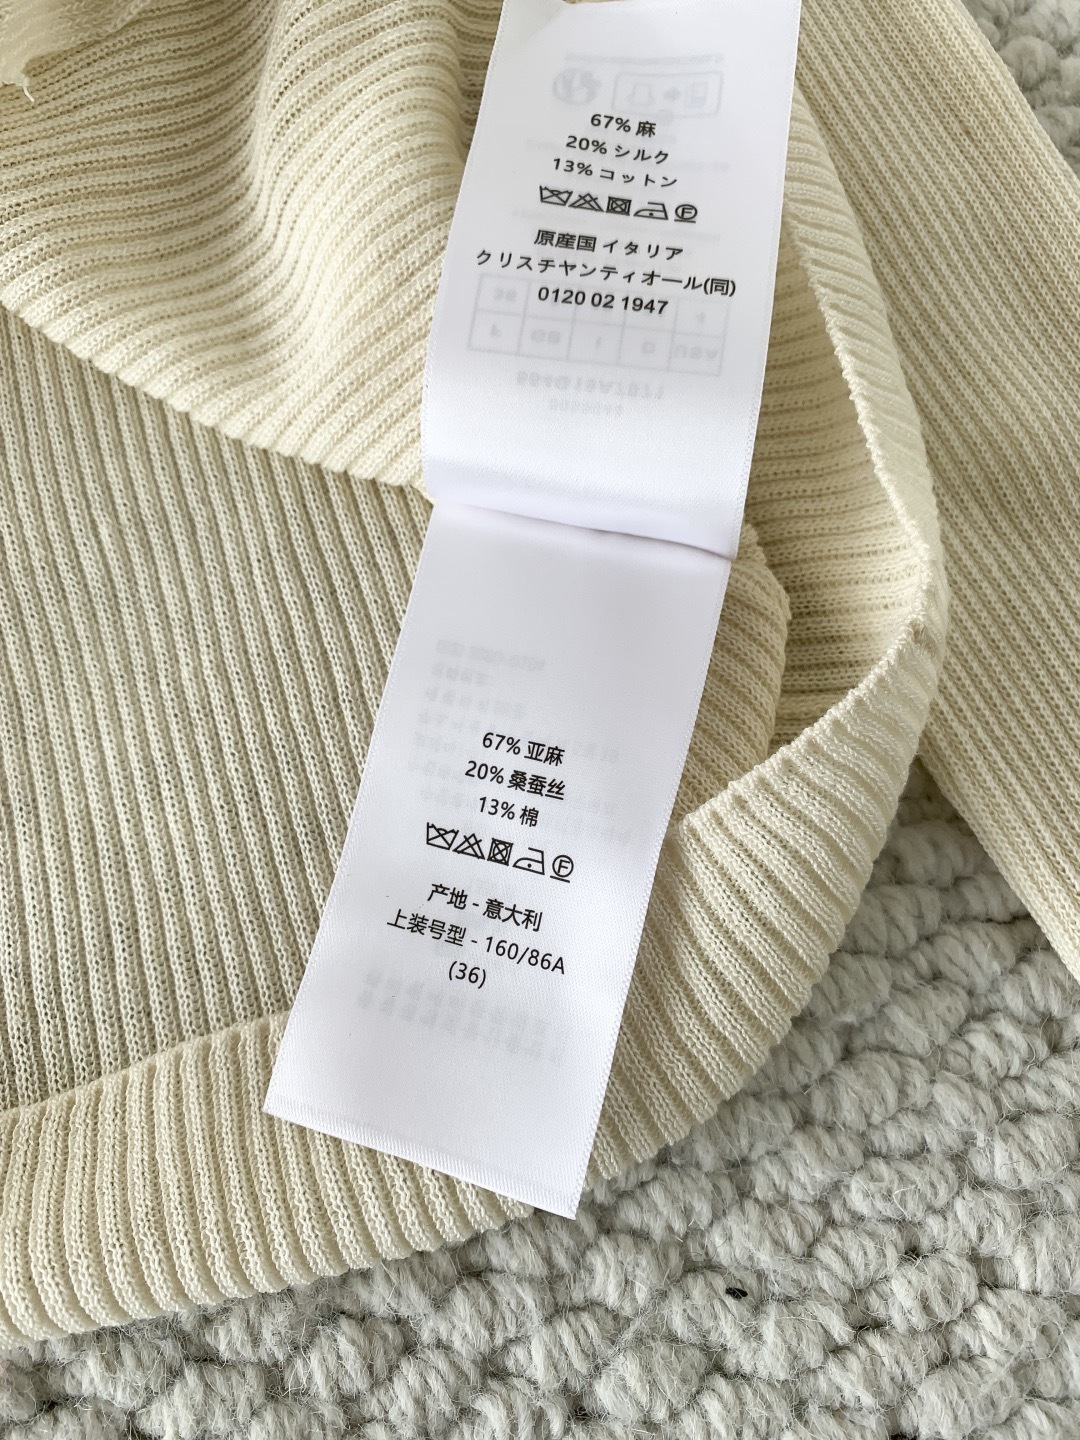 67% 麻
20% シルク
13% コットン
原産国 イタリア
クリスチャンディオール(同)
0120 02 1947
67% 亚麻
20% 桑蚕丝
13% 棉
产地 - 意大利
上装号型 - 160/86A
(36)